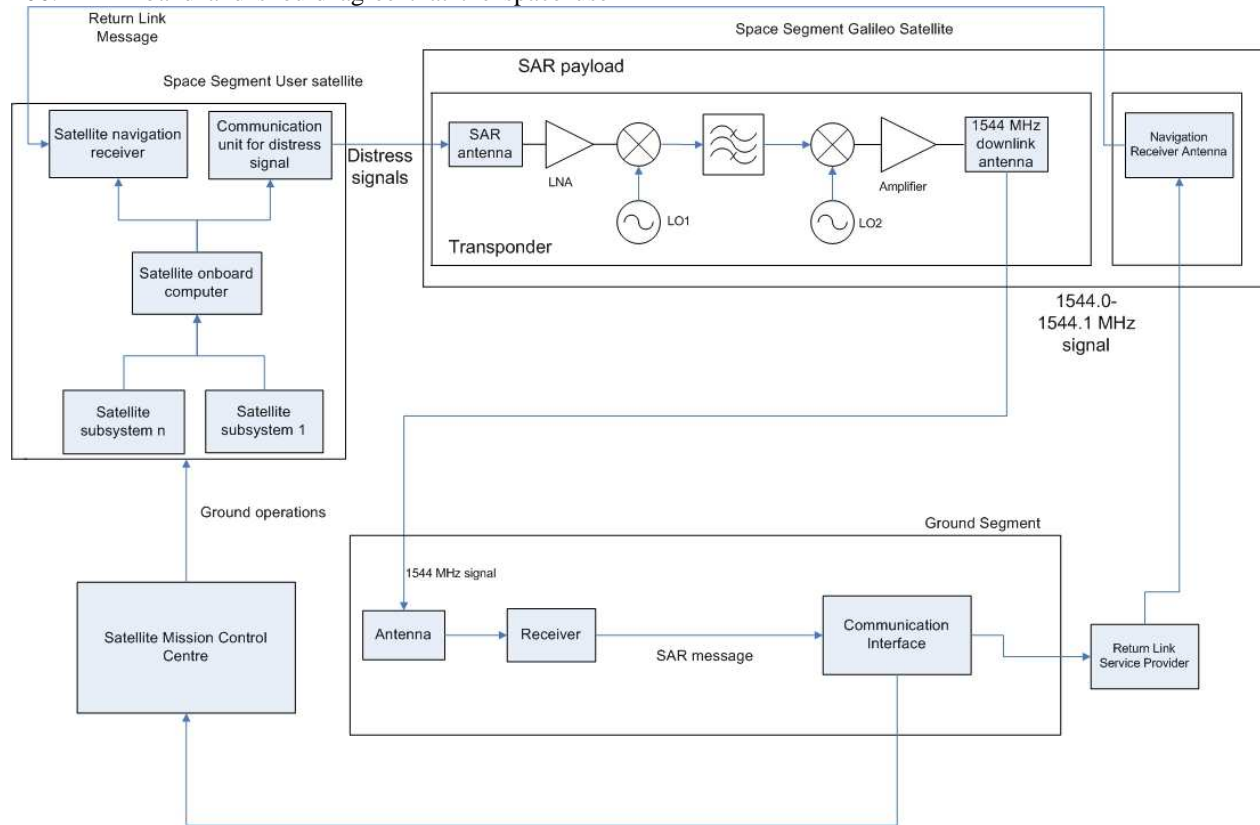 Return Link
Message
Space Segment Galileo Satellite
SAR payload
Space Segment User satellite
Satellite navigation
receiver
Communication
unit for distress
signal
Distress
signals
SAR
antenna
LNA
LO1
LO2
Amplifier
1544 MHz
downlink
antenna
Navigation
Receiver Antenna
Transponder
Satellite onboard
computer
1544.0-
1544.1 MHz
signal
Satellite
subsystem n
Satellite
subsystem 1
Ground operations
Ground Segment
1544 MHz signal
Satellite Mission Control
Centre
Antenna
Receiver
SAR message
Communication
Interface
Return Link
Service Provider